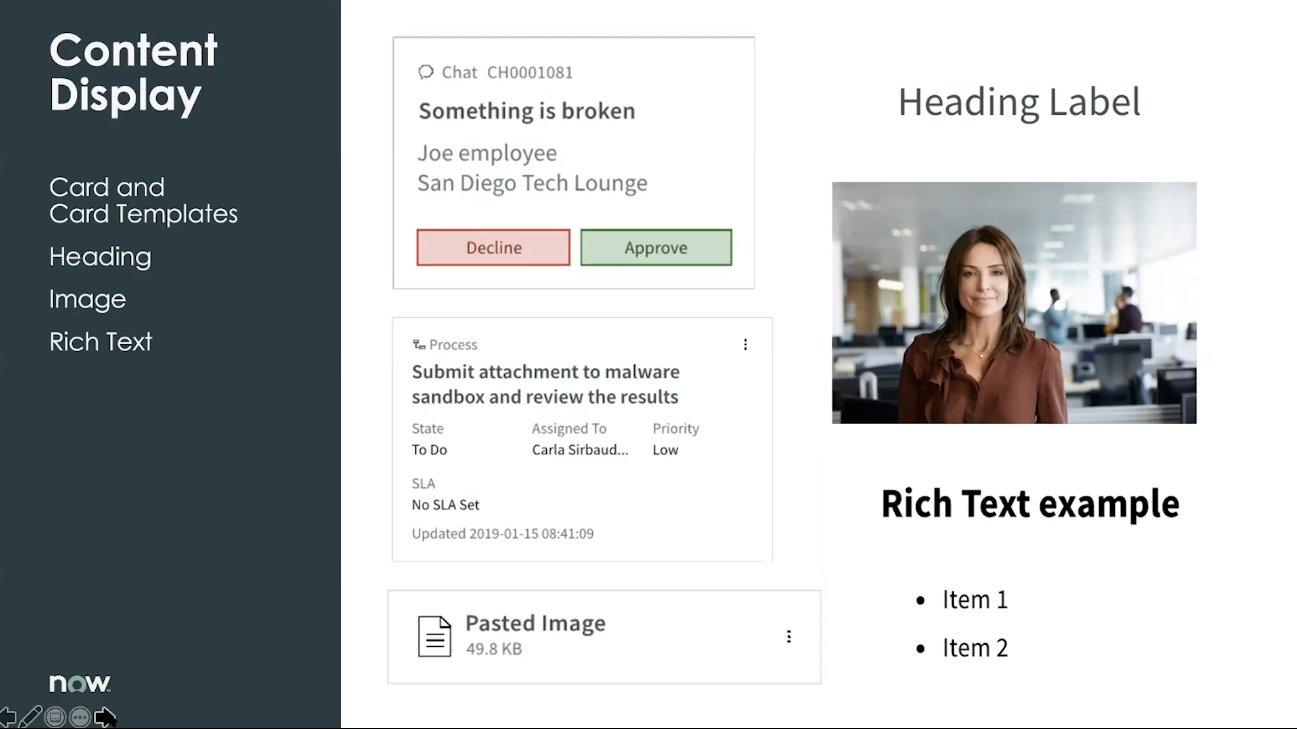 Content
Display
Card and
Card Templates
Heading
Image
Rich Text
now
Chat CH0001081
Something is broken
Joe employee
San Diego Tech Lounge
Decline Approve
Process
Submit attachment to malware
sandbox and review the results
State Assigned To Priority
To Do Carla Sirbaud... Low
SLA
No SLA Set
Updated 2019-01-15 08:41:09
Pasted Image
49.8 KB
Heading Label
Rich Text example
• Item 1
• Item 2